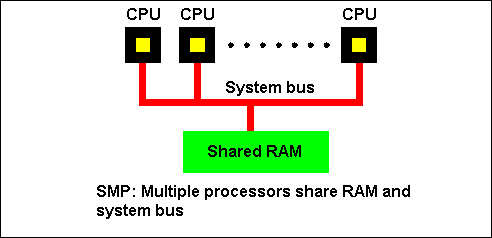 CPU CPU CPU
System bus
Shared RAM
SMP: Multiple processors share RAM and
system bus